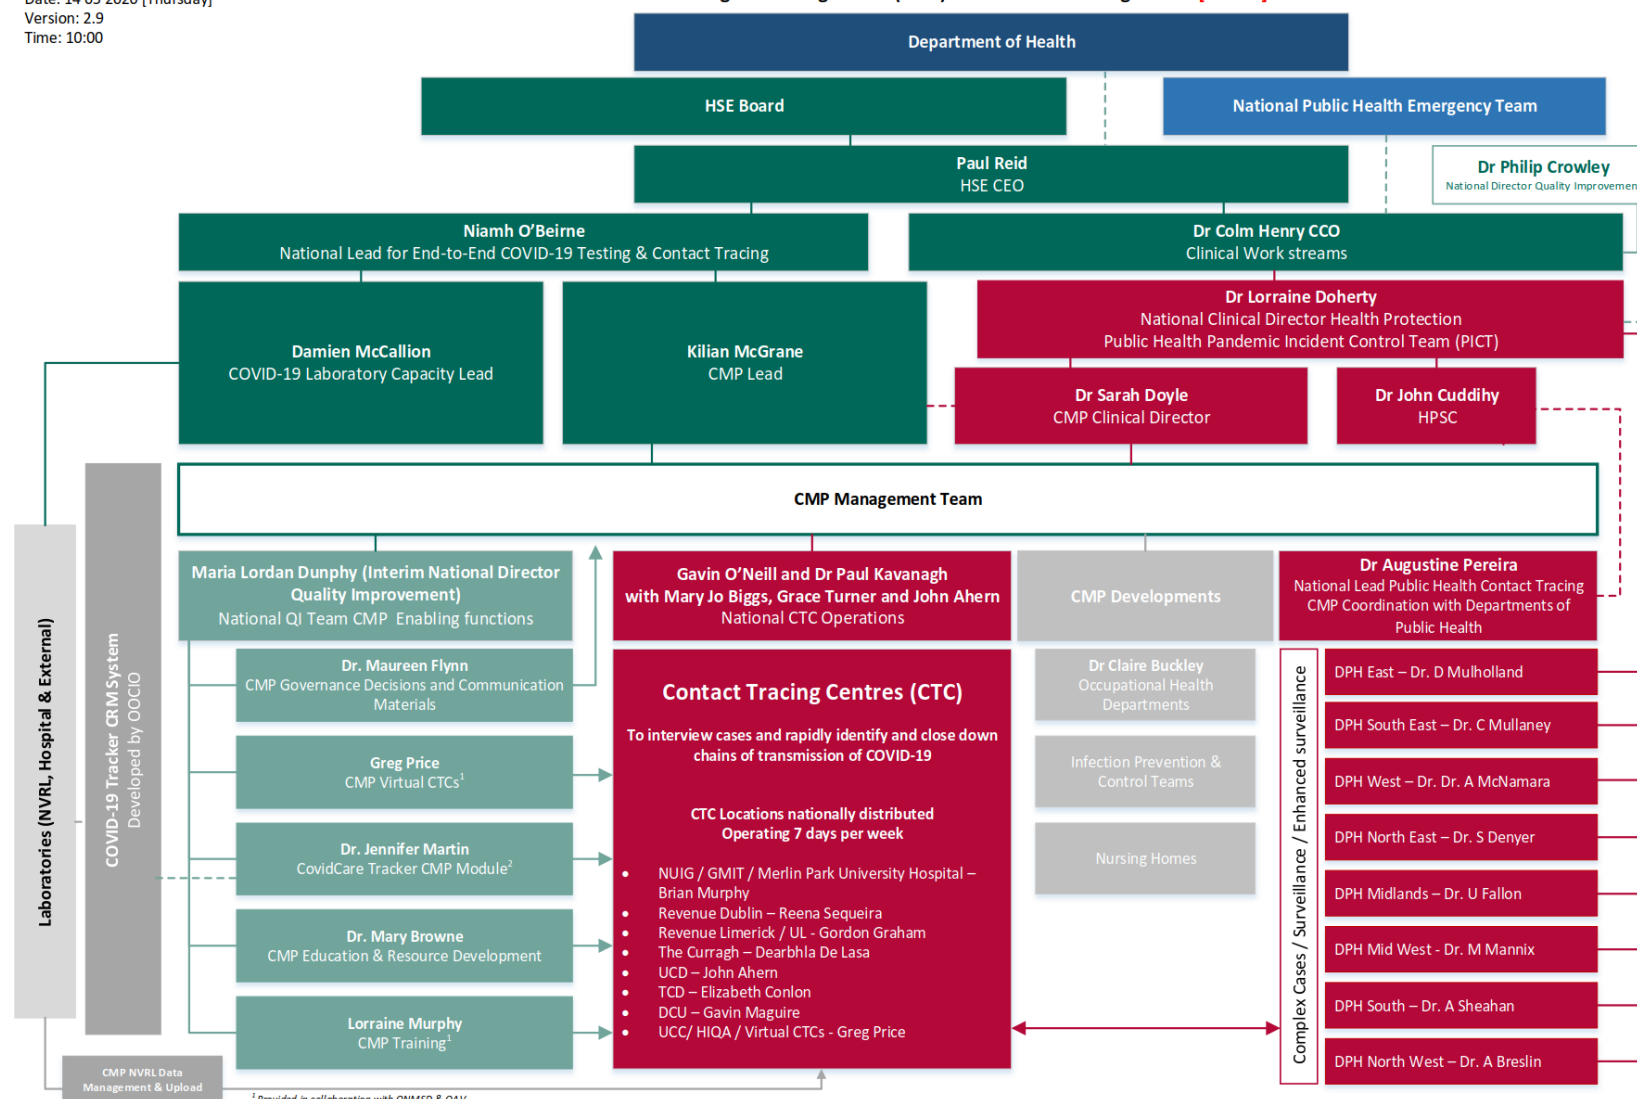 Version: 2.9
Time: 10:00
Department of Health
HSE Board
National Public Health Emergency Team
Paul Reid
HSE CEO
Dr Philip Crowley
National Director Quality Improvemen
Niamh O'Beirne
National Lead for End-to-End COVID-19 Testing & Contact Tracing
Dr Colm Henry CCO
Clinical Work streams
Dr Lorraine Doherty
National Clinical Director Health Protection
Public Health Pandemic Incident Control Team (PICT)
Damien McCallion
COVID-19 Laboratory Capacity Lead
Kilian McGrane
CMP Lead
Dr Sarah Doyle
CMP Clinical Director
Dr John Cuddihy
HPSC
CMP Management Team
Laboratories (NVRL, Hospital & External)
COVID-19 Tracker CRM System
Developed by OOCIO
Maria Lordan Dunphy (Interim National Director
Quality Improvement)
National QI Team CMP  Enabling functions
Dr. Maureen Flynn
CMP Governance Decisions and Communication
Materials
Greg Price
CMP Virtual CTCs1
Dr. Jennifer Martin
CovidCare Tracker CMP Module2
Dr. Mary Browne
CMP Education & Resource Development
Lorraine Murphy
CMP Training1
CMP NVRL Data
Management & Upload
Gavin O'Neill and Dr Paul Kavanagh
with Mary Jo Biggs, Grace Turner and John Ahern
National CTC Operations
Contact Tracing Centres (CTC)
To interview cases and rapidly identify and close down
chains of transmission of COVID-19
CTC Locations nationally distributed
Operating 7 days per week
• NUIG / GMIT / Merlin Park University Hospital –
Brian Murphy
• Revenue Dublin – Reena Sequeira
• Revenue Limerick / UL - Gordon Graham
• The Curragh – Dearbhla De Lasa
• UCD – John Ahern
• TCD – Elizabeth Conlon
• DCU – Gavin Maguire
• UCC/ HIQA / Virtual CTCs - Greg Price
CMP Developments
Dr Claire Buckley
Occupational Health
Departments
Infection Prevention &
Control Teams
Nursing Homes
Dr Augustine Pereira
National Lead Public Health Contact Tracing
CMP Coordination with Departments of
Public Health
Complex Cases / Surveillance / Enhanced surveillance
DPH East – Dr. D Mulholland
DPH South East – Dr. C Mullaney
DPH West – Dr. Dr. A McNamara
DPH North East – Dr. S Denyer
DPH Midlands – Dr. U Fallon
DPH Mid West - Dr. M Mannix
DPH South – Dr. A Sheahan
DPH North West – Dr. A Breslin